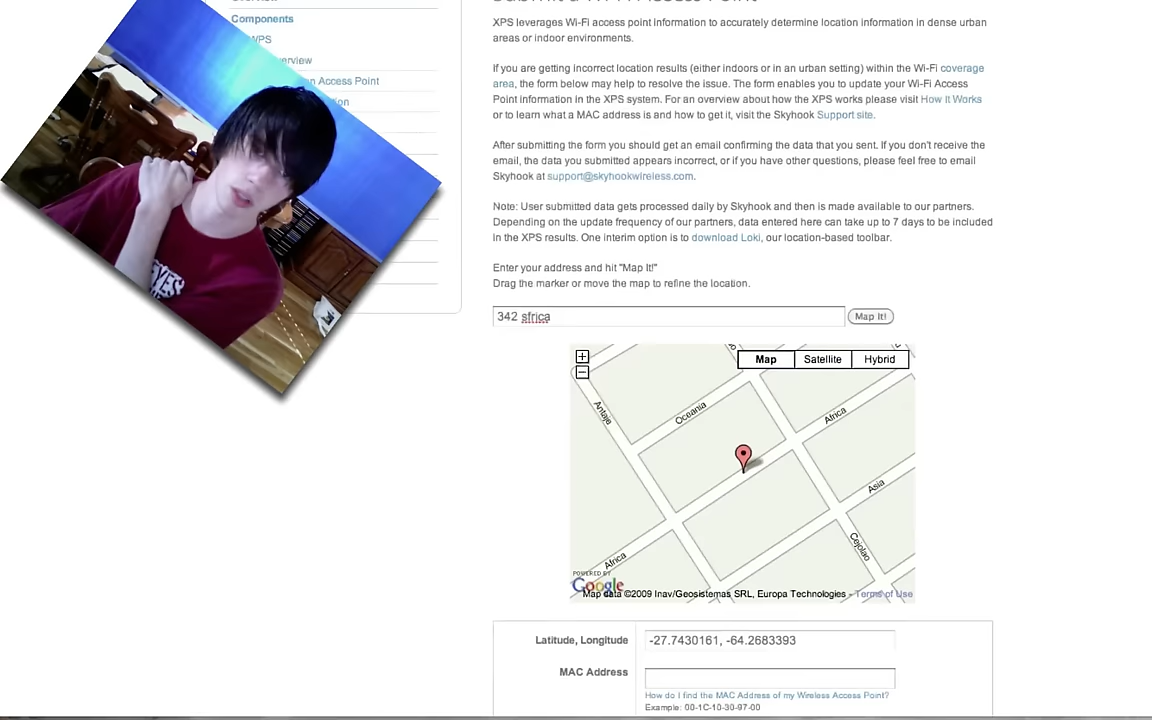 Components
WPS
erview
n Access Point
tion
XPS leverages Wi-Fi access point information to accurately determine location information in dense urban
areas or indoor environments.
If you are getting incorrect location results (either indoors or in an urban setting) within the Wi-Fi coverage
area, the form below may help to resolve the issue. The form enables you to update your Wi-Fi Access
Point information in the XPS system. For an overview about how the XPS works please visit How It Works
or to learn what a MAC address is and how to get it, visit the Skyhook Support site.
After submitting the form you should get an email confirming the data that you sent. If you don't receive the
email, the data you submitted appears incorrect, or if you have other questions, please feel free to email
Skyhook at support@skyhookwireless.com.
Note: User submitted data gets processed daily by Skyhook and then is made available to our partners.
Depending on the update frequency of our partners, data entered here can take up to 7 days to be included
in the XPS results. One interim option is to download Loki, our location-based toolbar.
Enter your address and hit "Map It!"
Drag the marker or move the map to refine the location.
342 sfrica
Map It!
+
−
Map
Satellite
Hybrid
Antaje
Oceania
Africa
Asia
Africa
Cejolao
POWERED BY
Google
Map data ©2009 Inav/Geosistemas SRL, Europa Technologies - Terms of Use
Latitude, Longitude
-27.7430161, -64.2683393
MAC Address
How do I find the MAC Address of my Wireless Access Point?
Example: 00-1C-10-30-97-00